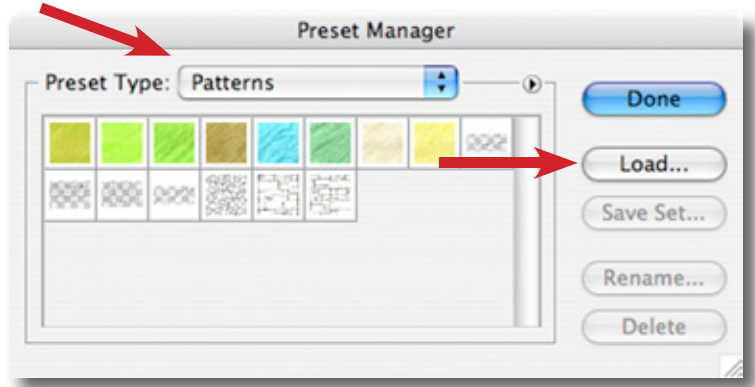 Preset Manager
Preset Type: Patterns
Done
Load...
Save Set...
Rename...
Delete